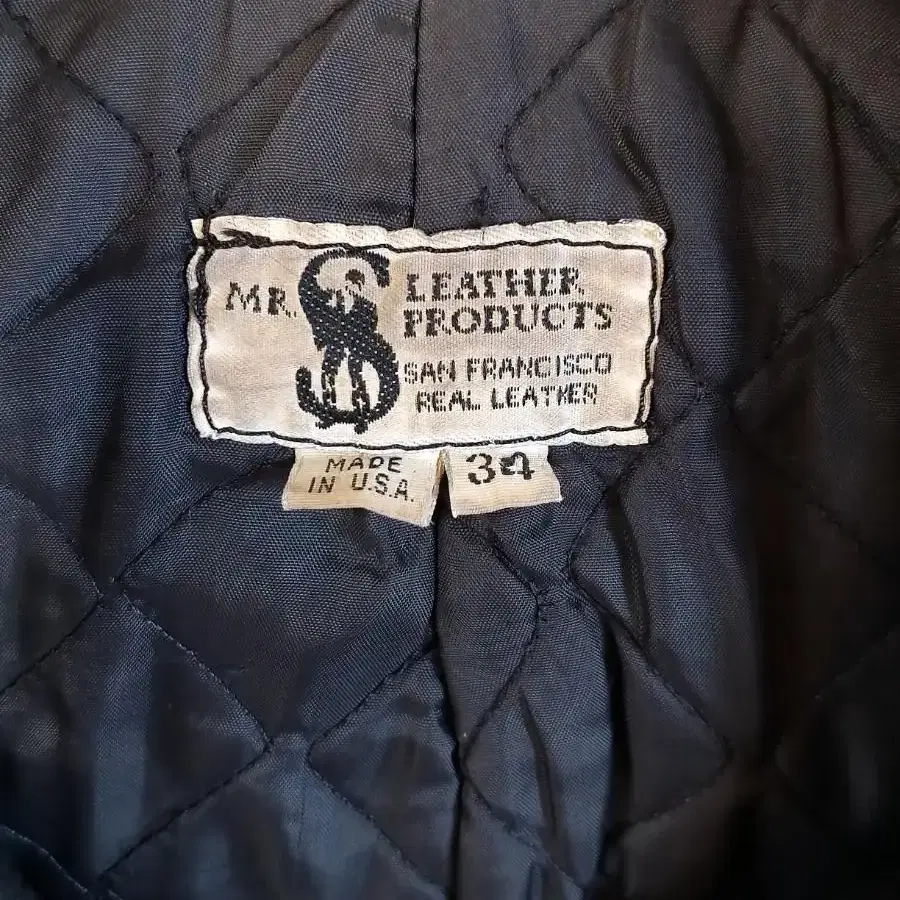 MR. S LEATHER
PRODUCTS
SAN FRANCISCO
REAL LEATHER
MADE
IN U.S.A.
34